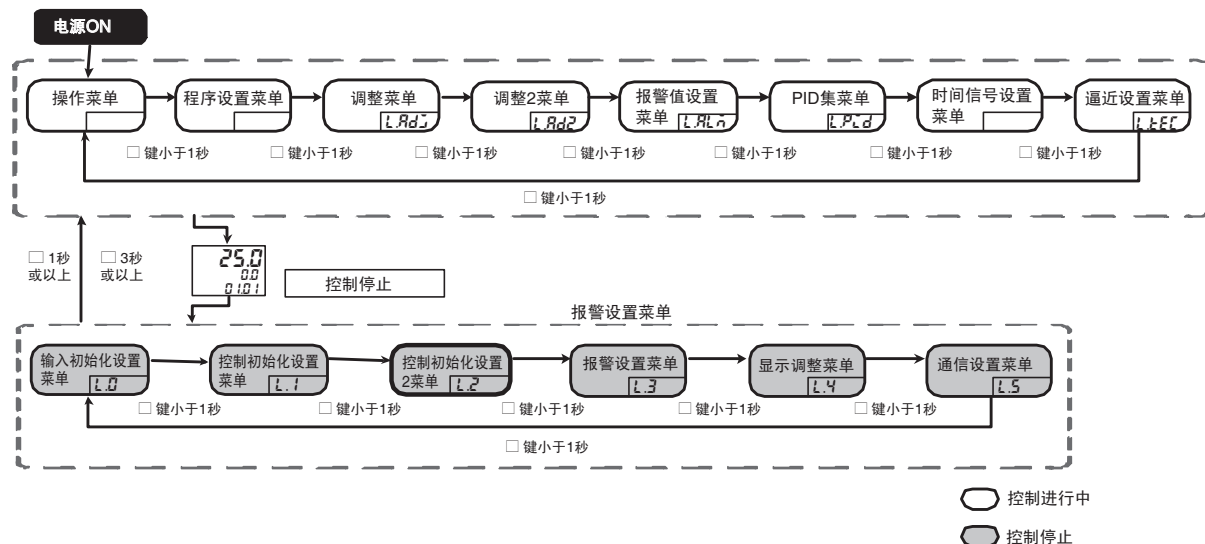 电源ON
操作菜单
程序设置菜单
调整菜单
L.AdJ
调整2菜单
L.Ad2
报警值设置
菜单 L.ALm
PID集菜单
L.PId
时间信号设置
菜单
逼近设置菜单
L.tEC
□ 键小于1秒
□ 键小于1秒
□ 键小于1秒
□ 键小于1秒
□ 键小于1秒
□ 键小于1秒
□ 键小于1秒
□ 键小于1秒
□ 1秒
或以上
□ 3秒
或以上
25.0
0.0
01.01
控制停止
报警设置菜单
输入初始化设置
菜单 L.0
控制初始化设置
菜单 L.1
控制初始化设置
2菜单 L.2
报警设置菜单
L.3
显示调整菜单
L.4
通信设置菜单
L.5
□ 键小于1秒
□ 键小于1秒
□ 键小于1秒
□ 键小于1秒
□ 键小于1秒
□ 键小于1秒
控制进行中
控制停止